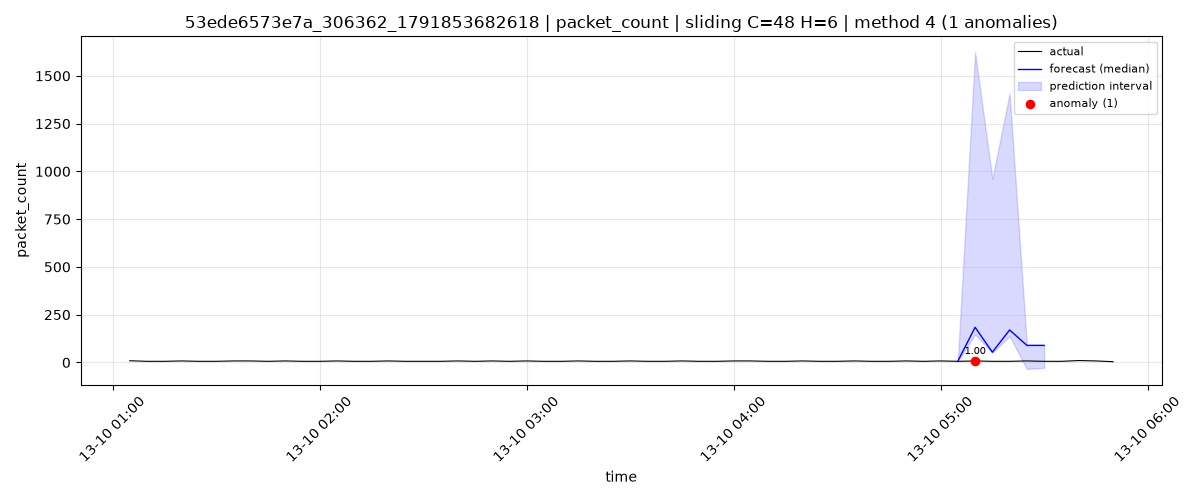 53ede6573e7a_306362_1791853682618 | packet_count | sliding C=48 H=6 | method 4 (1 anomalies)
actual
forecast (median)
prediction interval
anomaly (1)
1500
1250
1000
750
500
250
0
packet_count
1.00
13-10 01:00
13-10 02:00
13-10 03:00
13-10 04:00
13-10 05:00
13-10 06:00
time